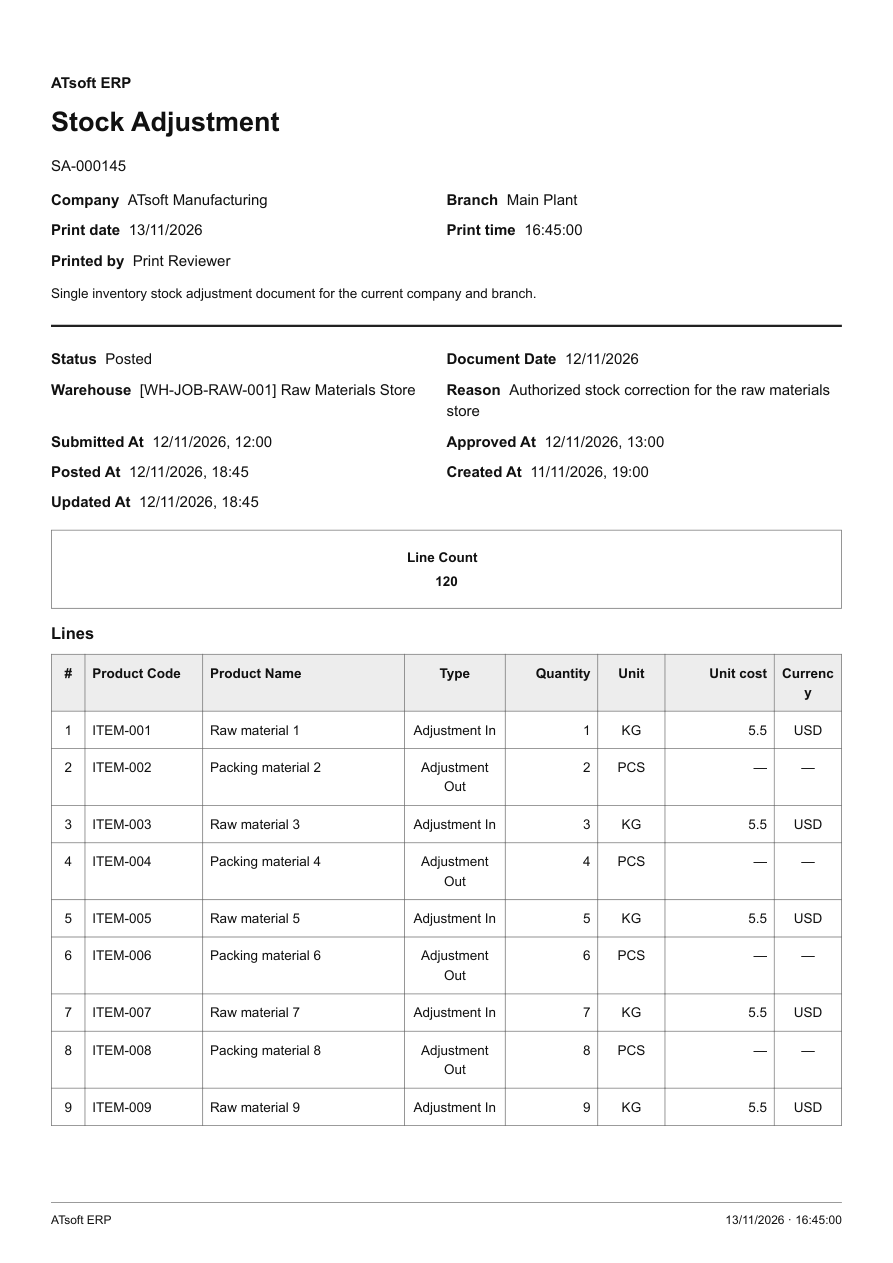 ATsoft ERP
Stock Adjustment
SA-000145
Company ATsoft Manufacturing
Branch Main Plant
Print date 13/11/2026
Print time 16:45:00
Printed by Print Reviewer
Single inventory stock adjustment document for the current company and branch.
Status Posted
Document Date 12/11/2026
Warehouse [WH-JOB-RAW-001] Raw Materials Store
Reason Authorized stock correction for the raw materials
store
Submitted At 12/11/2026, 12:00
Approved At 12/11/2026, 13:00
Posted At 12/11/2026, 18:45
Created At 11/11/2026, 19:00
Updated At 12/11/2026, 18:45
Line Count
120
Lines
# Product Code Product Name Type Quantity Unit Unit cost Currenc
y
1 ITEM-001 Raw material 1 Adjustment In 1 KG 5.5 USD
2 ITEM-002 Packing material 2 Adjustment 2 PCS — —
Out
3 ITEM-003 Raw material 3 Adjustment In 3 KG 5.5 USD
4 ITEM-004 Packing material 4 Adjustment 4 PCS — —
Out
5 ITEM-005 Raw material 5 Adjustment In 5 KG 5.5 USD
6 ITEM-006 Packing material 6 Adjustment 6 PCS — —
Out
7 ITEM-007 Raw material 7 Adjustment In 7 KG 5.5 USD
8 ITEM-008 Packing material 8 Adjustment 8 PCS — —
Out
9 ITEM-009 Raw material 9 Adjustment In 9 KG 5.5 USD
ATsoft ERP
13/11/2026 · 16:45:00